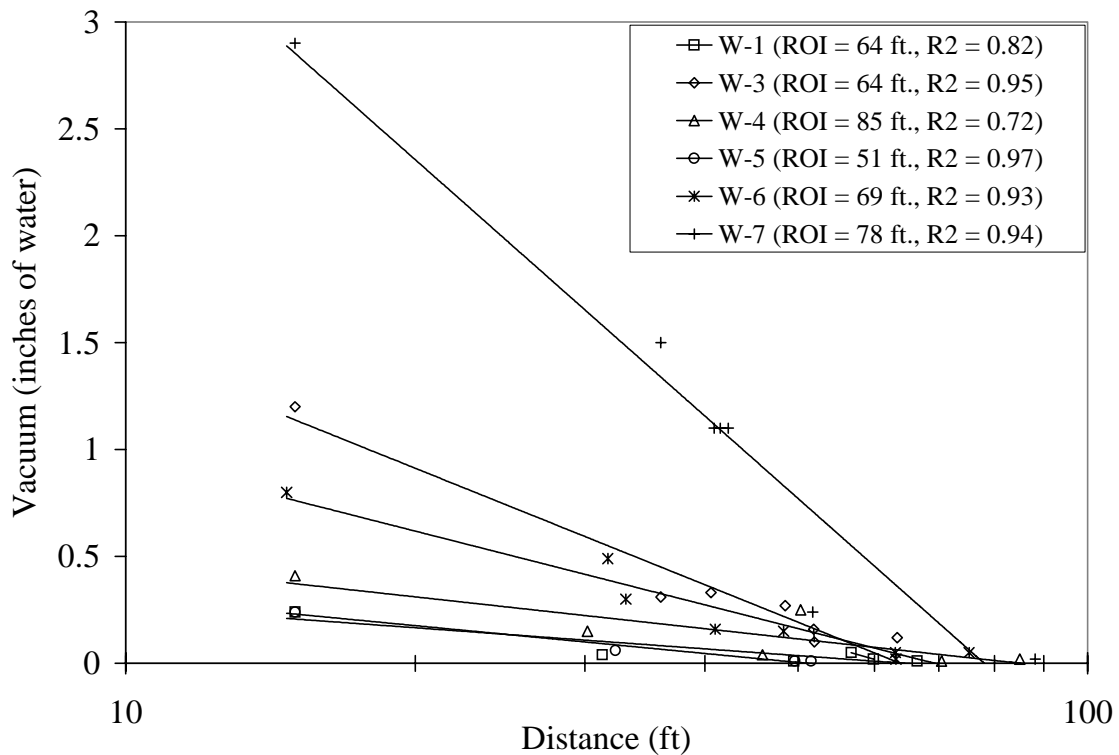 3
2.5
2
1.5
1
0.5
0
Vacuum (inches of water)
W-1 (ROI = 64 ft., R2 = 0.82)
W-3 (ROI = 64 ft., R2 = 0.95)
W-4 (ROI = 85 ft., R2 = 0.72)
W-5 (ROI = 51 ft., R2 = 0.97)
W-6 (ROI = 69 ft., R2 = 0.93)
W-7 (ROI = 78 ft., R2 = 0.94)
10
100
Distance (ft)